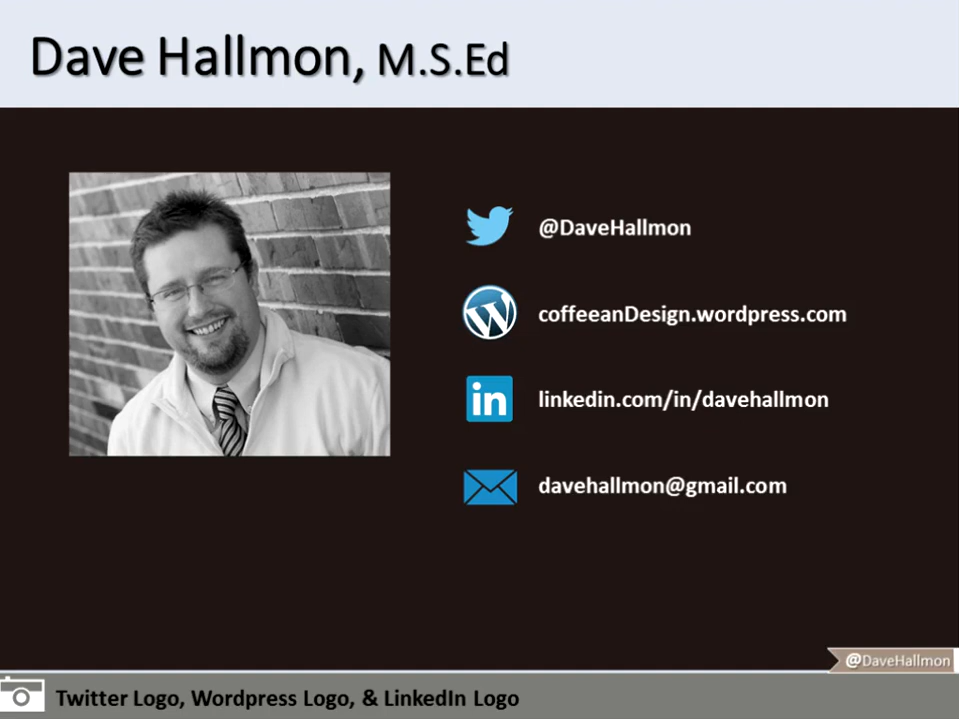 Dave Hallmon, M.S.Ed
@DaveHallmon
coffeeanDesign.wordpress.com
linkedin.com/in/davehallmon
davehallmon@gmail.com
@DaveHallmon
Twitter Logo, Wordpress Logo, & LinkedIn Logo